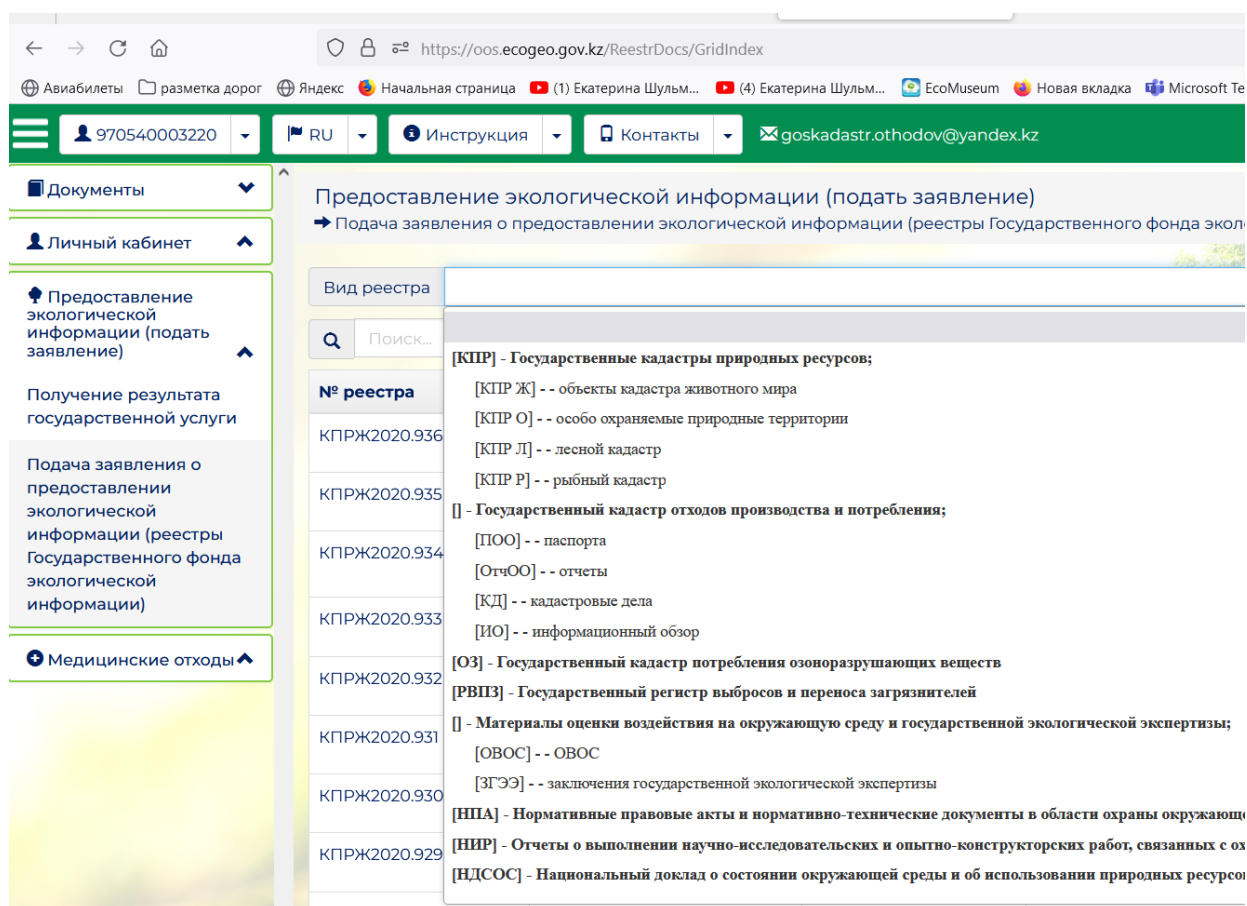 https://oos.ecogeo.gov.kz/ReestrDocs/GridIndex
Авиабилеты разметка дорог Яндекс Начальная страница (1) Екатерина Шульм... (4) Екатерина Шульм... EcoMuseum Новая вкладка Microsoft Te
970540003220 RU Инструкция Контакты goskadastr.othodov@yandex.kz
Документы
Личный кабинет
Предоставление
экологической
информации (подать
заявление)
Получение результата
государственной услуги
Подача заявления о
предоставлении
экологической
информации (реестры
Государственного фонда
экологической
информации)
Медицинские отходы
Предоставление экологической информации (подать заявление)
Подача заявления о предоставлении экологической информации (реестры Государственного фонда экол
Вид реестра
Поиск...
№ реестра
КПРЖ2020.936
КПРЖ2020.935
КПРЖ2020.934
КПРЖ2020.933
КПРЖ2020.932
КПРЖ2020.931
КПРЖ2020.930
КПРЖ2020.929
[КПР] - Государственные кадастры природных ресурсов;
[КПР Ж] - - объекты кадастра животного мира
[КПР О] - - особо охраняемые природные территории
[КПР Л] - - лесной кадастр
[КПР Р] - - рыбный кадастр
[] - Государственный кадастр отходов производства и потребления;
[ПОО] - - паспорта
[ОтчОО] - - отчеты
[КД] - - кадастровые дела
[ИО] - - информационный обзор
[ОЗ] - Государственный кадастр потребления озоноразрушающих веществ
[РВПЗ] - Государственный регистр выбросов и переноса загрязнителей
[] - Материалы оценки воздействия на окружающую среду и государственной экологической экспертизы;
[ОВОС] - - ОВОС
[ЗГЭЭ] - - заключения государственной экологической экспертизы
[НПА] - Нормативные правовые акты и нормативно-технические документы в области охраны окружающе
[НИР] - Отчеты о выполнении научно-исследовательских и опытно-конструкторских работ, связанных с ох
[НДСОС] - Национальный доклад о состоянии окружающей среды и об использовании природных ресурсо